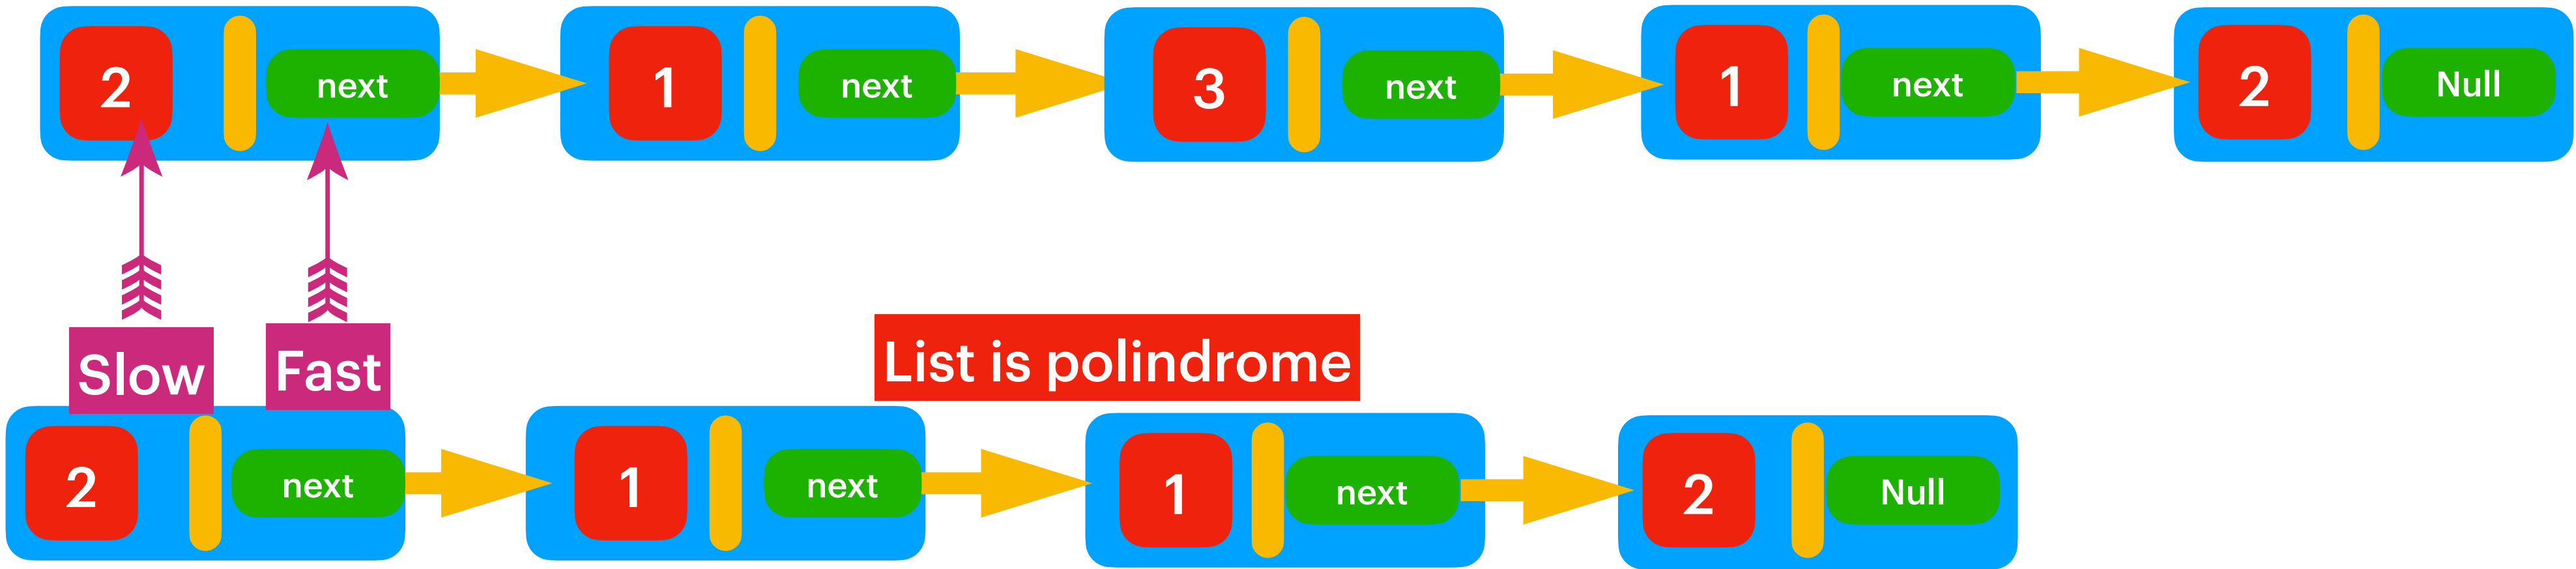 2 next 1 next 3 next 1 next 2 Null
Slow Fast
List is polindrome
2 next 1 next 1 next 2 Null